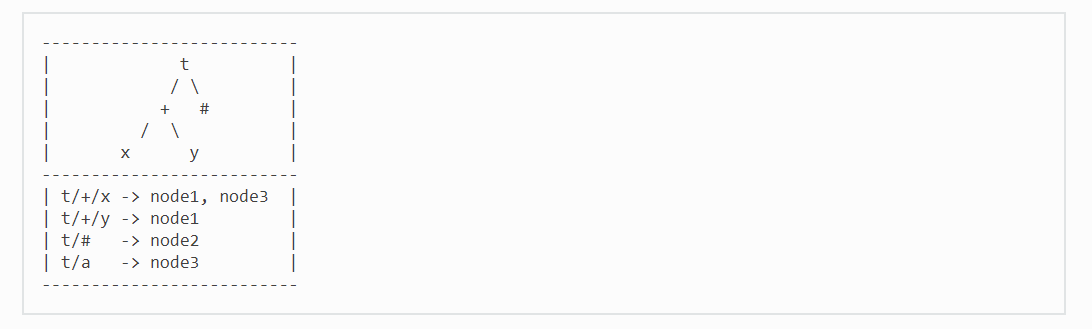 --------------------------
|             t          |
|            / \         |
|           +   #        |
|         /  \           |
|       x      y         |
--------------------------
| t/+/x -> node1, node3  |
| t/+/y -> node1         |
| t/#   -> node2         |
| t/a   -> node3         |
--------------------------